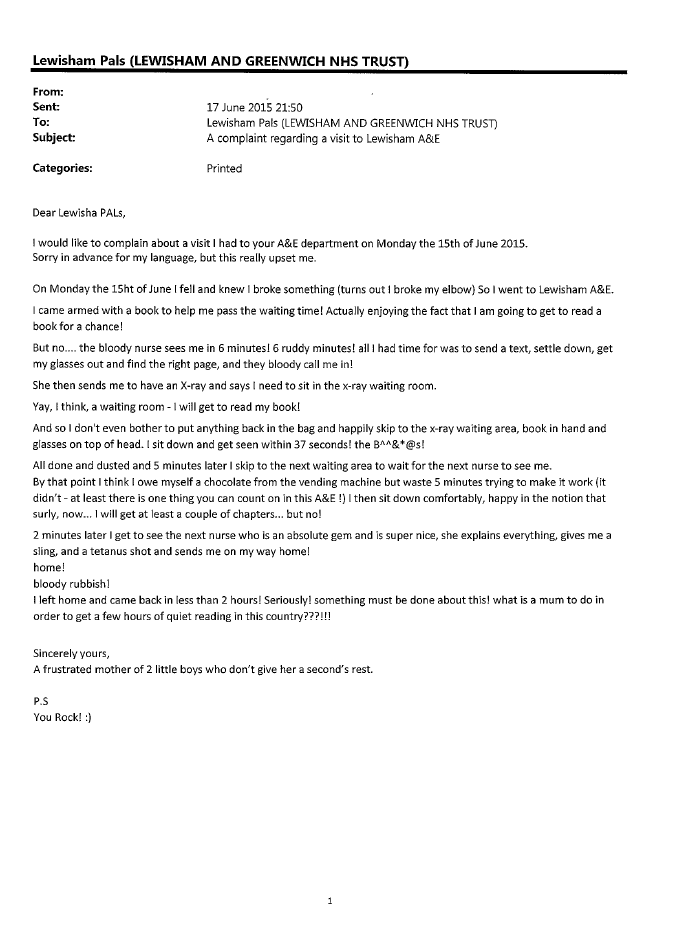 Lewisham Pals (LEWISHAM AND GREENWICH NHS TRUST)
From:
Sent: 17 June 2015 21:50
To: Lewisham Pals (LEWISHAM AND GREENWICH NHS TRUST)
Subject: A complaint regarding a visit to Lewisham A&E
Categories: Printed
Dear Lewisha PALs,
I would like to complain about a visit I had to your A&E department on Monday the 15th of June 2015.
Sorry in advance for my language, but this really upset me.
On Monday the 15ht of June I fell and knew I broke something (turns out I broke my elbow) So I went to Lewisham A&E.
I came armed with a book to help me pass the waiting time! Actually enjoying the fact that I am going to get to read a
book for a chance!
But no.... the bloody nurse sees me in 6 minutes! 6 ruddy minutes! all I had time for was to send a text, settle down, get
my glasses out and find the right page, and they bloody call me in!
She then sends me to have an X-ray and says I need to sit in the x-ray waiting room.
Yay, I think, a waiting room - I will get to read my book!
And so I don't even bother to put anything back in the bag and happily skip to the x-ray waiting area, book in hand and
glasses on top of head. I sit down and get seen within 37 seconds! the B^^&*@s!
All done and dusted and 5 minutes later I skip to the next waiting area to wait for the next nurse to see me.
By that point I think I owe myself a chocolate from the vending machine but waste 5 minutes trying to make it work (it
didn't - at least there is one thing you can count on in this A&E !) I then sit down comfortably, happy in the notion that
surly, now... I will get at least a couple of chapters... but no!
2 minutes later I get to see the next nurse who is an absolute gem and is super nice, she explains everything, gives me a
sling, and a tetanus shot and sends me on my way home!
home!
bloody rubbish!
I left home and came back in less than 2 hours! Seriously! something must be done about this! what is a mum to do in
order to get a few hours of quiet reading in this country???!!!
Sincerely yours,
A frustrated mother of 2 little boys who don't give her a second's rest.
P.S
You Rock! :)
1